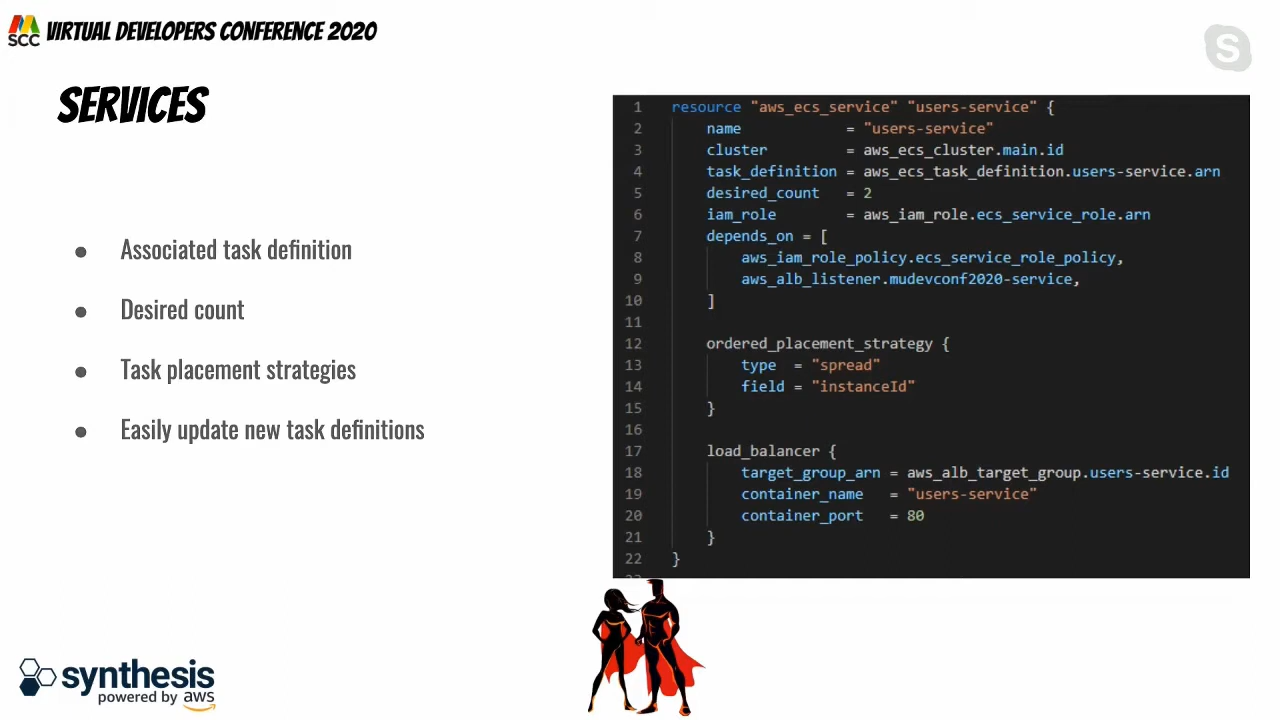 SCC VIRTUAL DEVELOPERS CONFERENCE 2020
S
SERVICES
● Associated task definition
● Desired count
● Task placement strategies
● Easily update new task definitions
1 resource "aws_ecs_service" "users-service" {
2 name = "users-service"
3 cluster = aws_ecs_cluster.main.id
4 task_definition = aws_ecs_task_definition.users-service.arn
5 desired_count = 2
6 iam_role = aws_iam_role.ecs_service_role.arn
7 depends_on = [
8 aws_iam_role_policy.ecs_service_role_policy,
9 aws_alb_listener.mudevconf2020-service,
10 ]
11
12 ordered_placement_strategy {
13 type = "spread"
14 field = "instanceId"
15 }
16
17 load_balancer {
18 target_group_arn = aws_alb_target_group.users-service.id
19 container_name = "users-service"
20 container_port = 80
21 }
22 }
synthesis
powered by aws